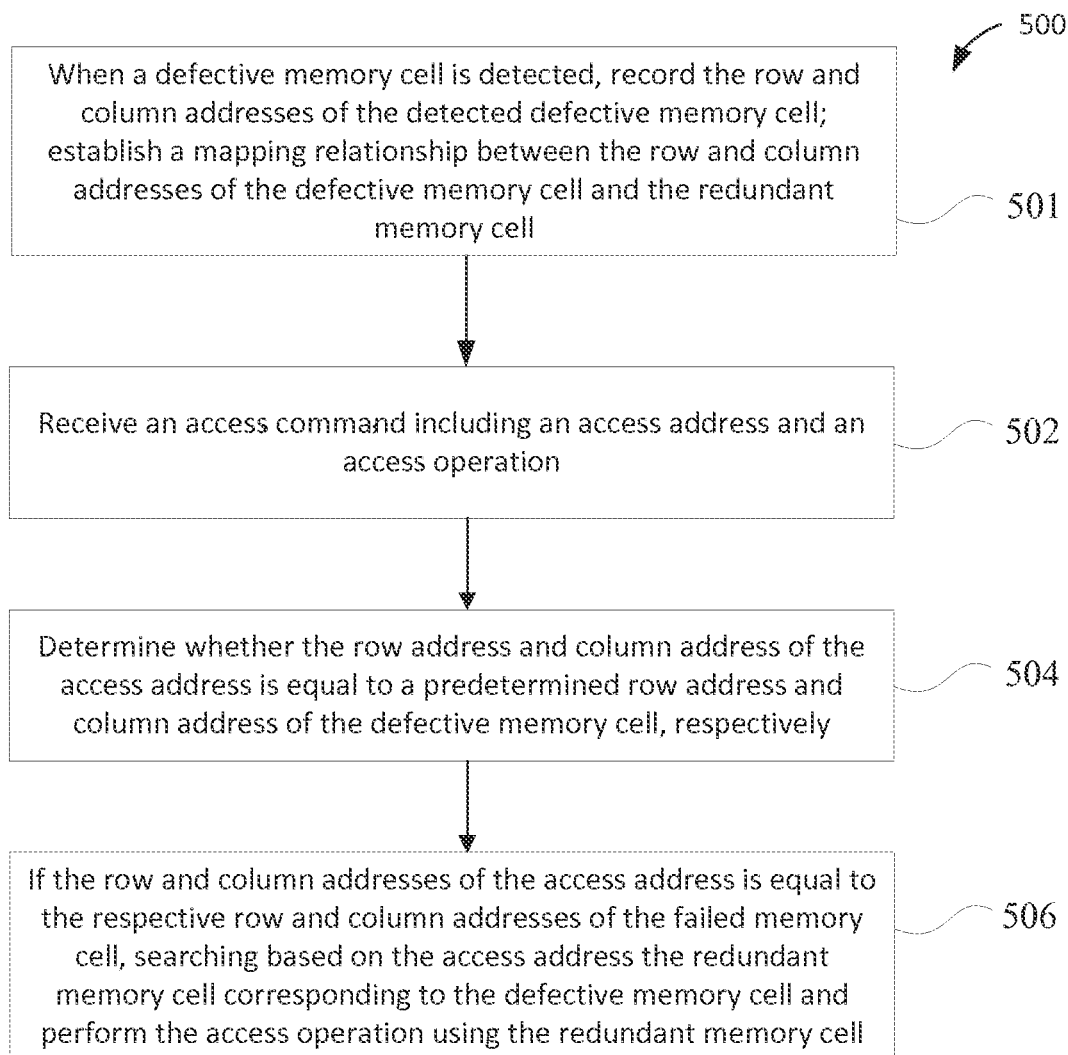 500
When a defective memory cell is detected, record the row and
column addresses of the detected defective memory cell;
establish a mapping relationship between the row and column
addresses of the defective memory cell and the redundant
memory cell
501
Receive an access command including an access address and an
access operation
502
Determine whether the row address and column address of the
access address is equal to a predetermined row address and
column address of the defective memory cell, respectively
504
If the row and column addresses of the access address is equal to
the respective row and column addresses of the failed memory
cell, searching based on the access address the redundant
memory cell corresponding to the defective memory cell and
perform the access operation using the redundant memory cell
506